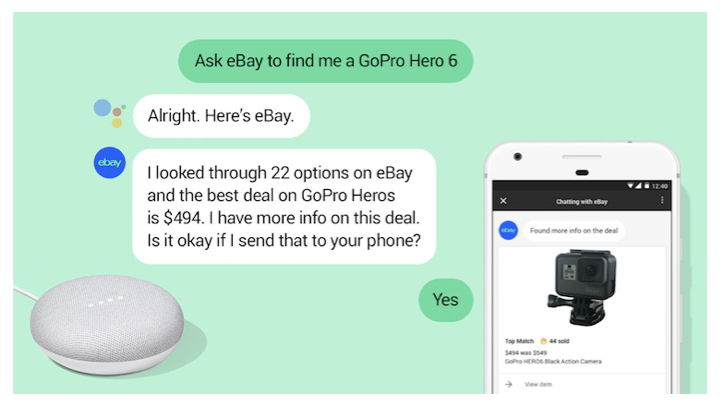 Ask eBay to find me a GoPro Hero 6
Alright. Here's eBay.
ebay
I looked through 22 options on eBay
and the best deal on GoPro Heros
is $494. I have more info on this deal.
Is it okay if I send that to your phone?
Yes
12:40
Chatting with eBay
ebay
Found more info on the deal
Top Match 44 sold
$494 was $549
GoPro HERO6 Black Action Camera
View item